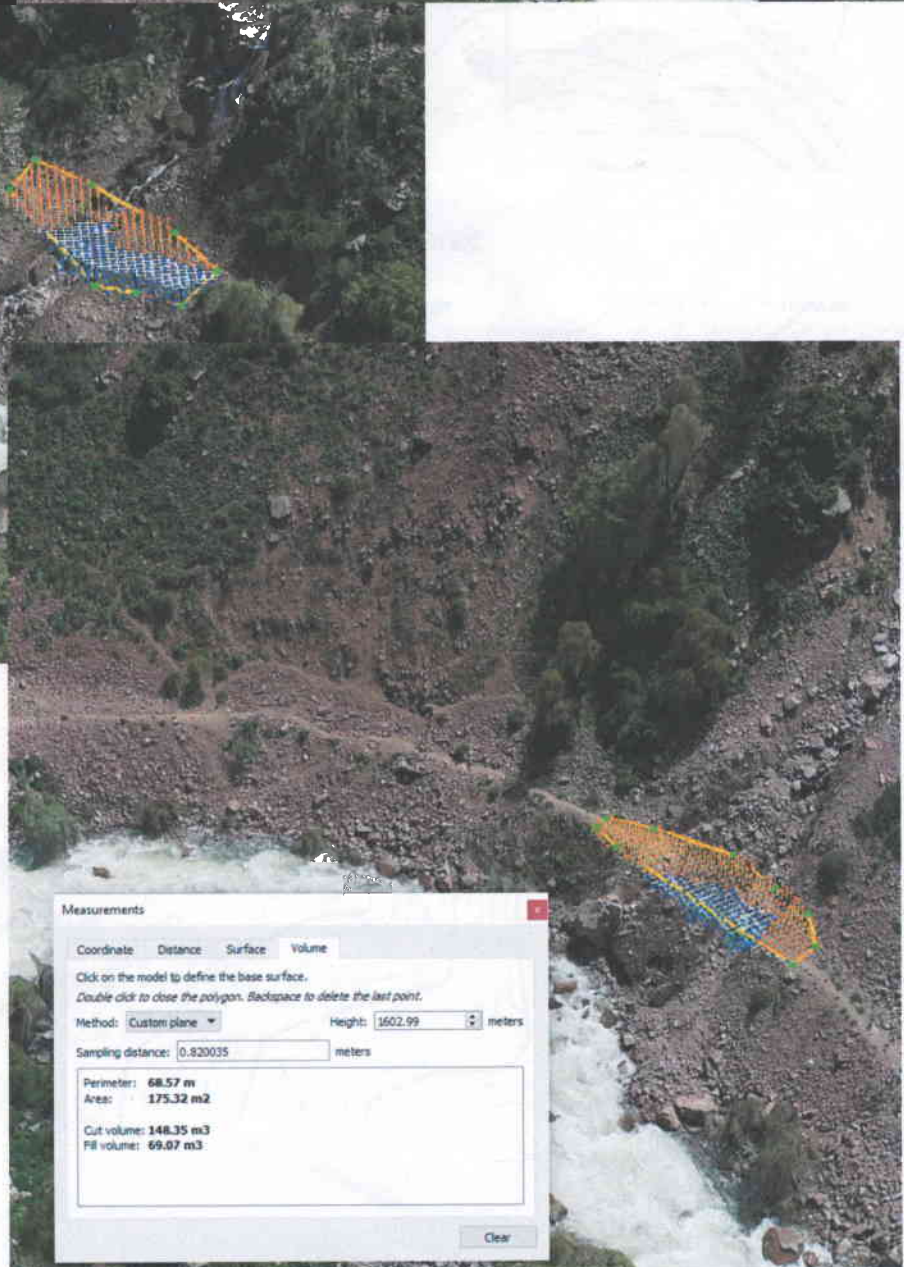 Measurements
x
Coordinate Distance Surface Volume
Click on the model to define the base surface.
Double click to close the polygon. Backspace to delete the last point.
Method: Custom plane Height: 1602.99 meters
Sampling distance: 0.820035 meters
Perimeter: 68.57 m
Area: 175.32 m2
Cut volume: 148.35 m3
Fill volume: 69.07 m3
Clear